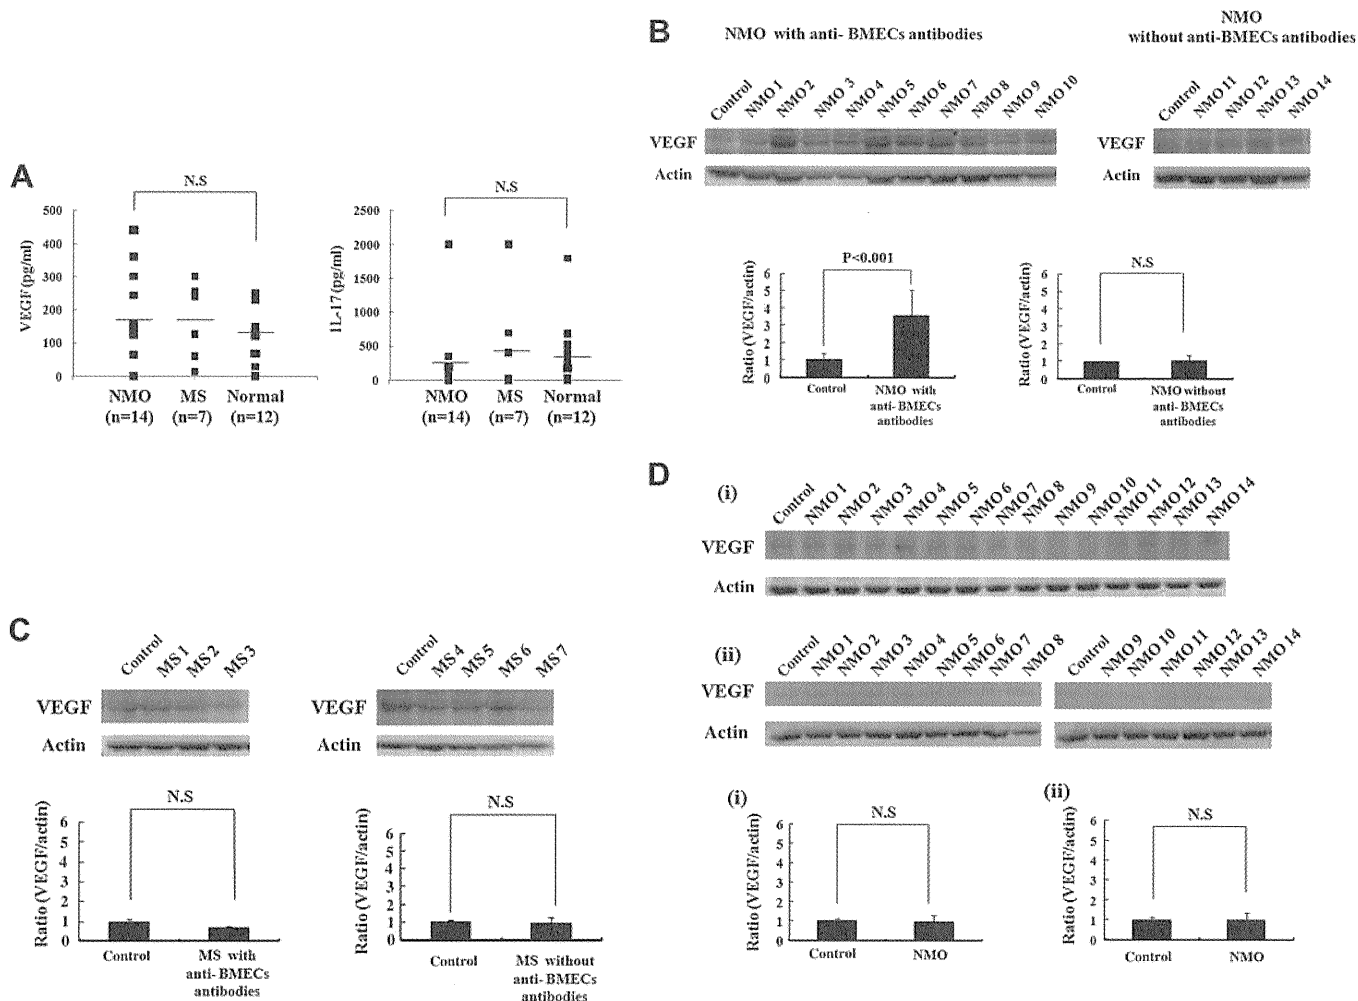 A
N.S
VEGF (pg/ml)
500
400
300
200
100
0
NMO MS Normal
(n=14) (n=7) (n=12)
N.S
IL-17 (pg/ml)
2500
2000
1500
1000
500
0
NMO MS Normal
(n=14) (n=7) (n=12)
B
NMO with anti- BMECs antibodies
Control NMO 1 NMO 2 NMO 3 NMO 4 NMO 5 NMO 6 NMO 7 NMO 8 NMO 9 NMO 10
VEGF
Actin
NMO
without anti-BMECs antibodies
Control NMO 11 NMO 12 NMO 13 NMO 14
VEGF
Actin
P<0.001
Ratio (VEGF/actin)
6
5
4
3
2
1
0
Control NMO with
anti- BMECs
antibodies
N.S
Ratio (VEGF/actin)
6
5
4
3
2
1
0
Control NMO without
anti-BMECs
antibodies
C
Control MS 1 MS 2 MS 3
VEGF
Actin
Control MS 4 MS 5 MS 6 MS 7
VEGF
Actin
N.S
Ratio (VEGF/actin)
6
5
4
3
2
1
0
Control MS with
anti- BMECs
antibodies
N.S
Ratio (VEGF/actin)
6
5
4
3
2
1
0
Control MS without
anti-BMECs
antibodies
D
(i)
Control NMO 1 NMO 2 NMO 3 NMO 4 NMO 5 NMO 6 NMO 7 NMO 8 NMO 9 NMO 10 NMO 11 NMO 12 NMO 13 NMO 14
VEGF
Actin
(ii)
Control NMO 1 NMO 2 NMO 3 NMO 4 NMO 5 NMO 6 NMO 7 NMO 8
Control NMO 9 NMO 10 NMO 11 NMO 12 NMO 13 NMO 14
VEGF
Actin
(i)
N.S
Ratio (VEGF/actin)
6
5
4
3
2
1
0
Control NMO
(ii)
N.S
Ratio (VEGF/actin)
6
5
4
3
2
1
0
Control NMO